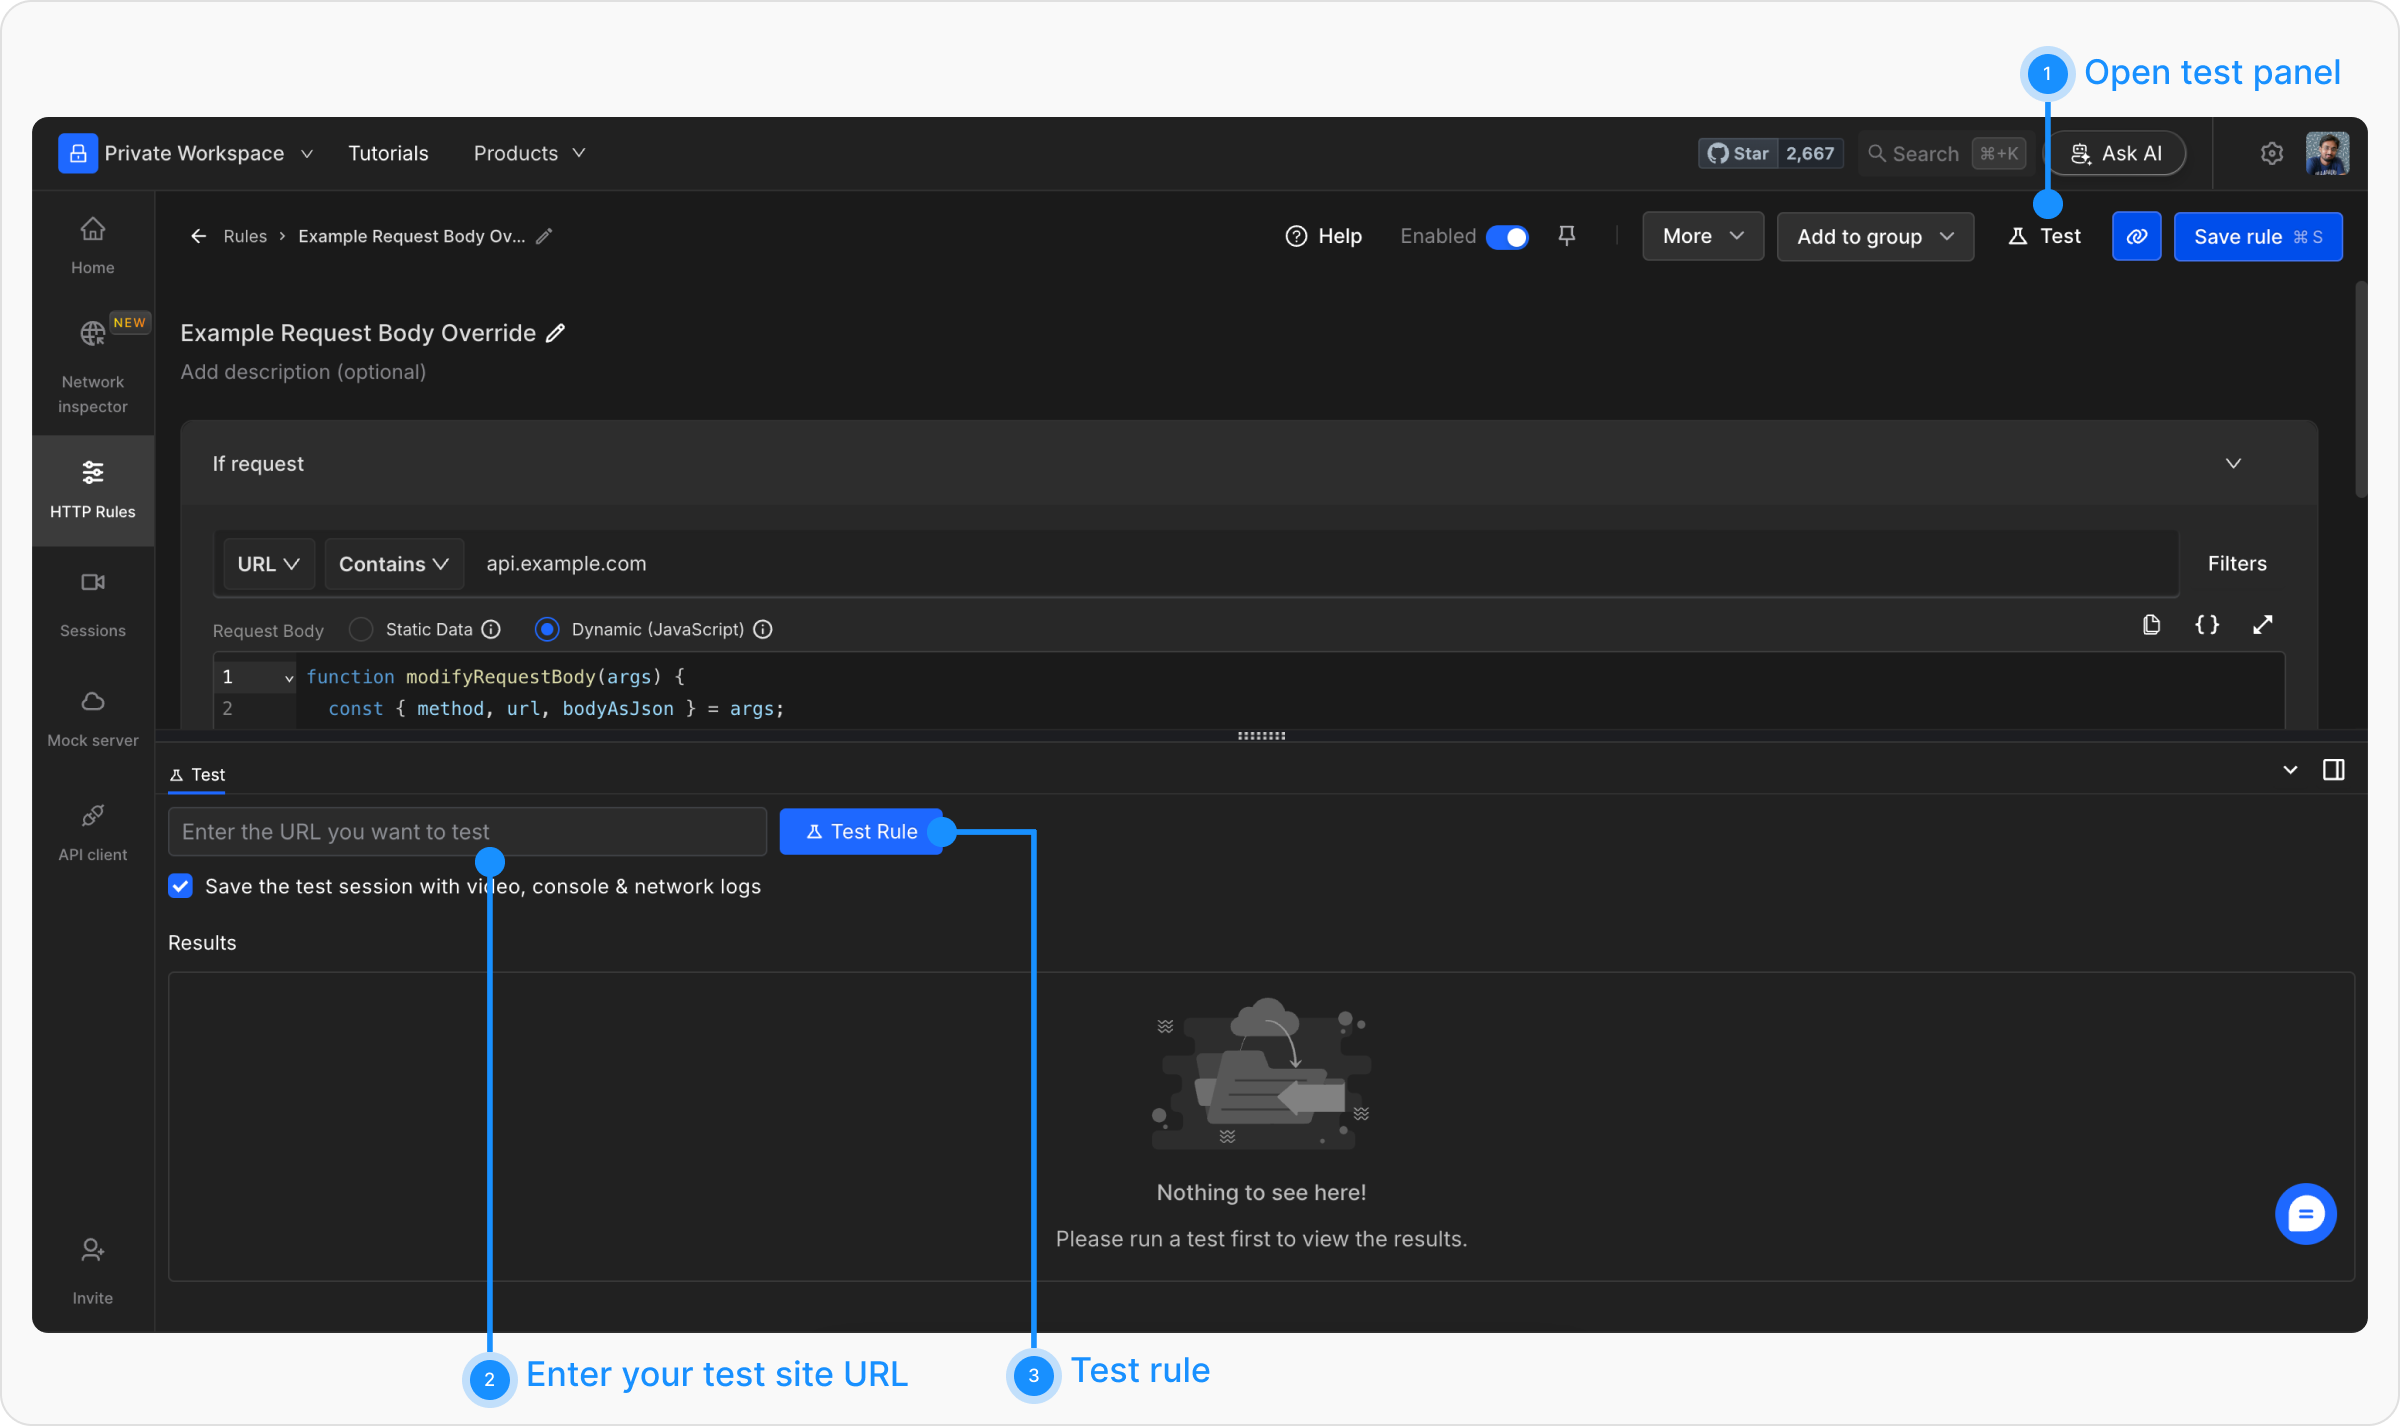 1 Open test panel
Private Workspace Tutorials Products Star 2,667 Search ⌘+K Ask AI
Rules > Example Request Body Ov... Help Enabled More Add to group Test Save rule ⌘ S
Home
NEW
Network
inspector
HTTP Rules
Sessions
Mock server
API client
Invite
Example Request Body Override
Add description (optional)
If request
URL Contains api.example.com Filters
Request Body Static Data Dynamic (JavaScript) {}
1 function modifyRequestBody(args) {
2 const { method, url, bodyAsJson } = args;
Test
Enter the URL you want to test Test Rule
Save the test session with video, console & network logs
Results
Nothing to see here!
Please run a test first to view the results.
2 Enter your test site URL
3 Test rule